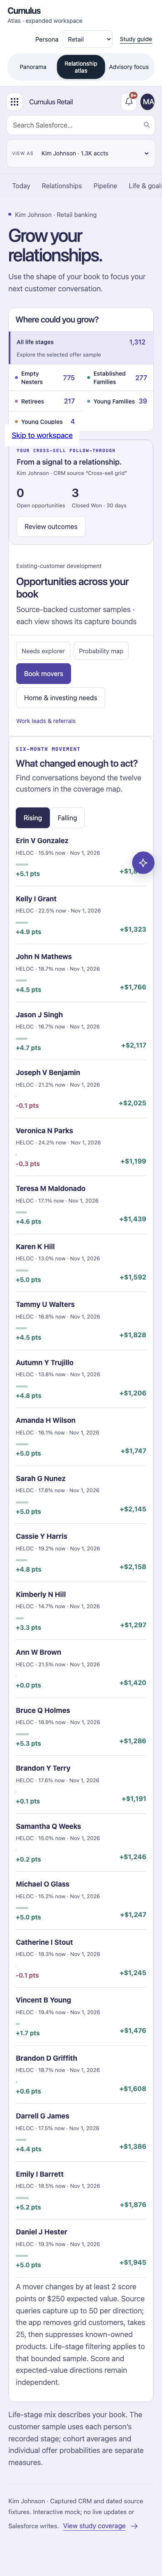 Cumulus
Atlas · expanded workspace
Persona
Retail
Study guide
Panorama
Relationship
atlas
Advisory focus
Cumulus Retail
9+
MA
Search Salesforce...
VIEW AS
Kim Johnson · 1.3K accts
Today
Relationships
Pipeline
Life & goal
Kim Johnson · Retail banking
Grow your
relationships.
Use the shape of your book to focus your
next customer conversation.
Where could you grow?
All life stages
1,312
Explore the selected offer sample
Empty
Nesters
775
Established
Families
277
Retirees
217
Young Families
39
Young Couples
4
Skip to workspace
YOUR CROSS-SELL FOLLOW-THROUGH
From a signal to a relationship.
Kim Johnson · CRM source "Cross-sell grid"
0
Open opportunities
3
Closed Won · 30 days
Review outcomes
Existing-customer development
Opportunities across your
book
Source-backed customer samples ·
each view shows its capture bounds
Needs explorer
Probability map
Book movers
Home & investing needs
Work leads & referrals
SIX-MONTH MOVEMENT
What changed enough to act?
Find conversations beyond the twelve
customers in the coverage map.
Rising
Falling
Erin V Gonzalez
HELOC · 15.9% now · Nov 1, 2026
+5.1 pts
Kelly I Grant
HELOC · 22.5% now · Nov 1, 2026
+4.9 pts
+$1,323
John N Mathews
HELOC · 18.7% now · Nov 1, 2026
+4.5 pts
+$1,766
Jason J Singh
HELOC · 16.7% now · Nov 1, 2026
+4.7 pts
+$2,117
Joseph V Benjamin
HELOC · 21.2% now · Nov 1, 2026
-0.1 pts
+$2,025
Veronica N Parks
HELOC · 24.2% now · Nov 1, 2026
-0.3 pts
+$1,199
Teresa M Maldonado
HELOC · 17.1% now · Nov 1, 2026
+4.6 pts
+$1,439
Karen K Hill
HELOC · 13.0% now · Nov 1, 2026
+5.0 pts
+$1,592
Tammy U Walters
HELOC · 16.8% now · Nov 1, 2026
+4.5 pts
+$1,828
Autumn Y Trujillo
HELOC · 13.8% now · Nov 1, 2026
+4.8 pts
+$1,206
Amanda H Wilson
HELOC · 16.1% now · Nov 1, 2026
+5.0 pts
+$1,747
Sarah G Nunez
HELOC · 17.8% now · Nov 1, 2026
+5.0 pts
+$2,145
Cassie Y Harris
HELOC · 19.2% now · Nov 1, 2026
+4.8 pts
+$2,158
Kimberly N Hill
HELOC · 14.7% now · Nov 1, 2026
+3.3 pts
+$1,297
Ann W Brown
HELOC · 21.5% now · Nov 1, 2026
+0.0 pts
+$1,420
Bruce Q Holmes
HELOC · 18.9% now · Nov 1, 2026
+5.3 pts
+$1,286
Brandon Y Terry
HELOC · 17.6% now · Nov 1, 2026
+0.1 pts
+$1,191
Samantha Q Weeks
HELOC · 15.0% now · Nov 1, 2026
+0.2 pts
+$1,246
Michael O Glass
HELOC · 15.2% now · Nov 1, 2026
+5.0 pts
+$1,247
Catherine I Stout
HELOC · 18.3% now · Nov 1, 2026
-0.1 pts
+$1,245
Vincent B Young
HELOC · 19.4% now · Nov 1, 2026
+1.7 pts
+$1,476
Brandon D Griffith
HELOC · 18.7% now · Nov 1, 2026
+0.6 pts
+$1,608
Darrell G James
HELOC · 17.5% now · Nov 1, 2026
+4.4 pts
+$1,386
Emily I Barrett
HELOC · 18.5% now · Nov 1, 2026
+5.2 pts
+$1,876
Daniel J Hester
HELOC · 19.3% now · Nov 1, 2026
+5.0 pts
+$1,945
A mover changes by at least 2 score
points or $250 expected value. Source
queries capture up to 50 per direction;
the app removes grid customers, takes
25, then suppresses known-owned
products. Life-stage filtering applies to
that bounded sample. Score and
expected-value directions remain
independent.
Life-stage mix describes your book. The
customer sample uses each person's
recorded stage; cohort averages and
individual offer probabilities are separate
measures.
Kim Johnson · Captured CRM and dated source
fixtures. Interactive mock; no live updates or
Salesforce writes. View study coverage →